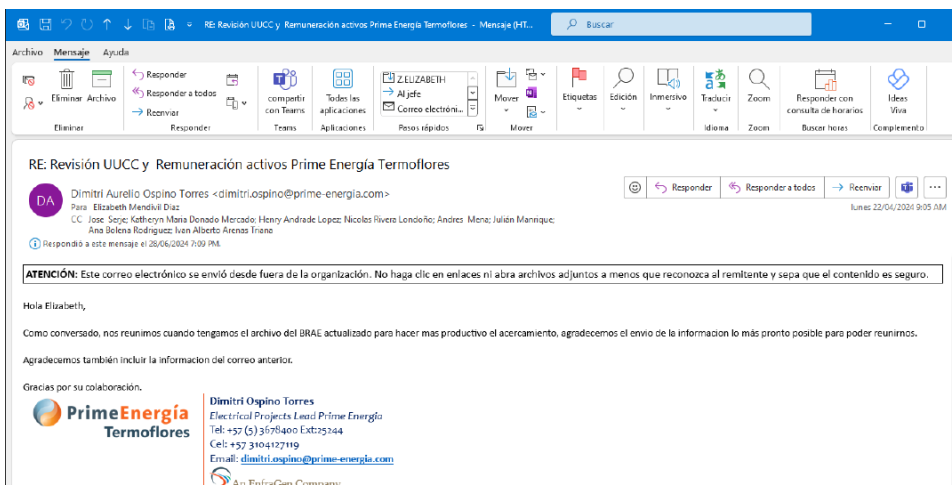 RE: Revisión UUCC y Remuneración activos Prime Energía Termoflores - Mensaje (HT...
Buscar
Archivo Mensaje Ayuda
Eliminar Archivo
Eliminar
Responder
Responder a todos
Reenviar
Responder
compartir con Teams
Teams
Todas las aplicaciones
Aplicaciones
Z.ELIZABETH
Al jefe
Correo electróni...
Pasos rápidos
Mover
Mover
Etiquetas
Edición
Inmersivo
Traducir
Idioma
Zoom
Zoom
Responder con consulta de horarios
Buscar horas
Ideas Viva
Complemento
RE: Revisión UUCC y Remuneración activos Prime Energía Termoflores
DA
Dimitri Aurelio Ospino Torres <dimitri.ospino@prime-energia.com>
Para Elizabeth Mendivil Diaz
CC Jose Serje; Katheryn Maria Donado Mercado; Henry Andrade Lopez; Nicolas Rivera Londoño; Andres Mena; Julián Manrique;
Ana Bolena Rodriguez; Ivan Alberto Arenas Triana
Respondió a este mensaje el 28/06/2024 7:09 PM.
Responder Responder a todos Reenviar
lunes 22/04/2024 9:05 AM
ATENCIÓN: Este correo electrónico se envió desde fuera de la organización. No haga clic en enlaces ni abra archivos adjuntos a menos que reconozca al remitente y sepa que el contenido es seguro.
Hola Elizabeth,
Como conversado, nos reunimos cuando tengamos el archivo del BRAE actualizado para hacer mas productivo el acercamiento, agradecemos el envio de la informacion lo más pronto posible para poder reunirnos.
Agradecemos también incluir la informacion del correo anterior.
Gracias por su colaboración.
PrimeEnergía
Termoflores
Dimitri Ospino Torres
Electrical Projects Lead Prime Energía
Tel: +57 (5) 3678400 Ext:25244
Cel: +57 3104127119
Email: dimitri.ospino@prime-energia.com
An EnfraGen Company